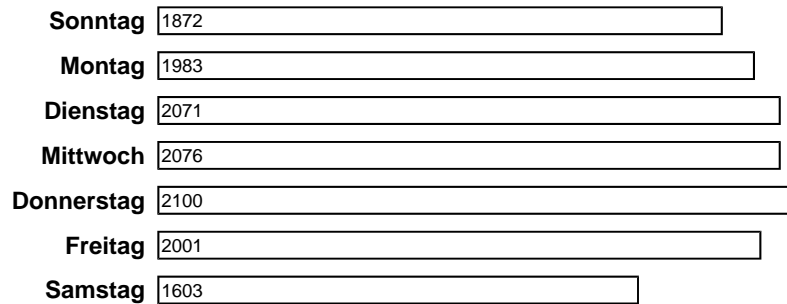 Sonntag 1872
Montag 1983
Dienstag 2071
Mittwoch 2076
Donnerstag 2100
Freitag 2001
Samstag 1603